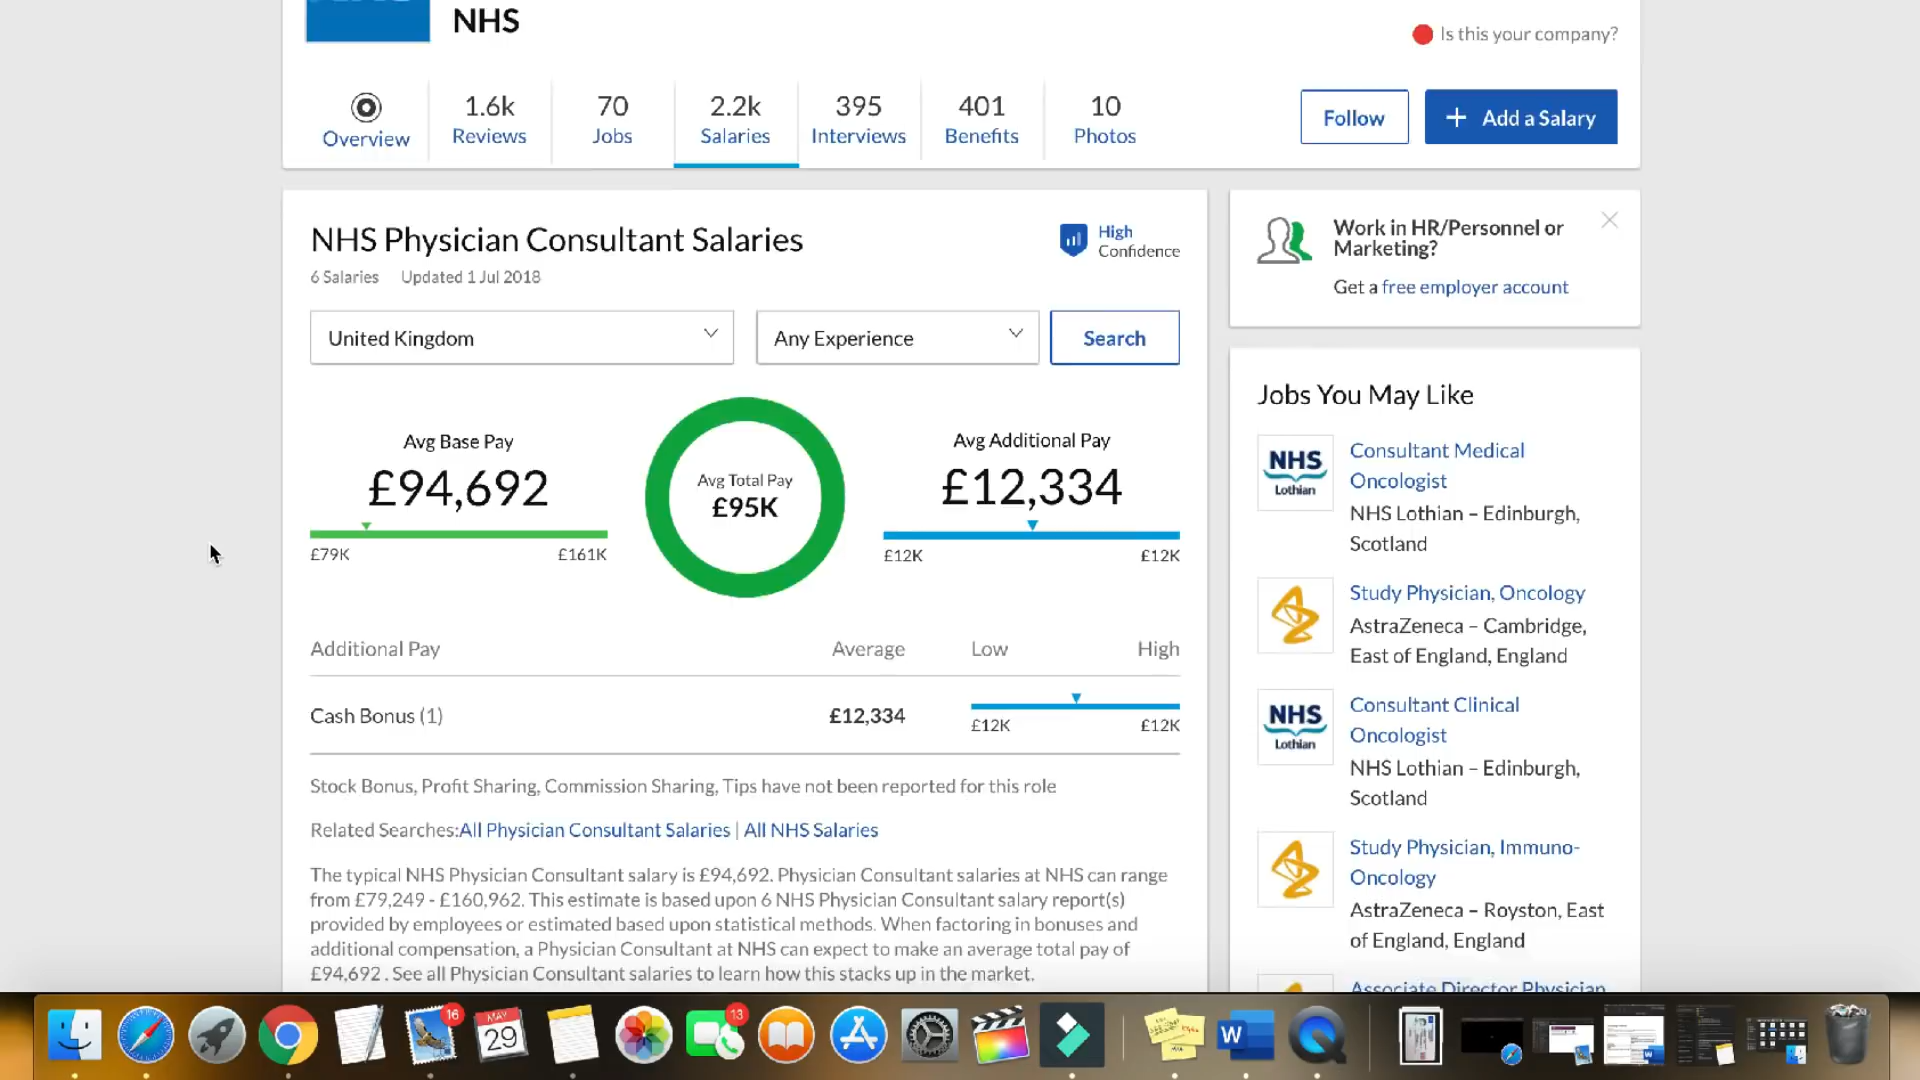 NHS
Is this your company?
Overview
1.6k
Reviews
70
Jobs
2.2k
Salaries
395
Interviews
401
Benefits
10
Photos
Follow
+ Add a Salary
NHS Physician Consultant Salaries
High
Confidence
6 Salaries Updated 1 Jul 2018
United Kingdom
Any Experience
Search
Avg Base Pay
£94,692
£79K £161K
Avg Total Pay
£95K
Avg Additional Pay
£12,334
£12K £12K
Additional Pay Average Low High
Cash Bonus (1) £12,334
£12K £12K
Stock Bonus, Profit Sharing, Commission Sharing, Tips have not been reported for this role
Related Searches:All Physician Consultant Salaries | All NHS Salaries
The typical NHS Physician Consultant salary is £94,692. Physician Consultant salaries at NHS can range
from £79,249 - £160,962. This estimate is based upon 6 NHS Physician Consultant salary report(s)
provided by employees or estimated based upon statistical methods. When factoring in bonuses and
additional compensation, a Physician Consultant at NHS can expect to make an average total pay of
£94,692 . See all Physician Consultant salaries to learn how this stacks up in the market.
Work in HR/Personnel or
Marketing?
Get a free employer account
Jobs You May Like
NHS
Lothian
Consultant Medical
Oncologist
NHS Lothian – Edinburgh,
Scotland
Study Physician, Oncology
AstraZeneca – Cambridge,
East of England, England
NHS
Lothian
Consultant Clinical
Oncologist
NHS Lothian – Edinburgh,
Scotland
Study Physician, Immuno-
Oncology
AstraZeneca – Royston, East
of England, England
Associate Director Physician
16
MAY
29
13
W